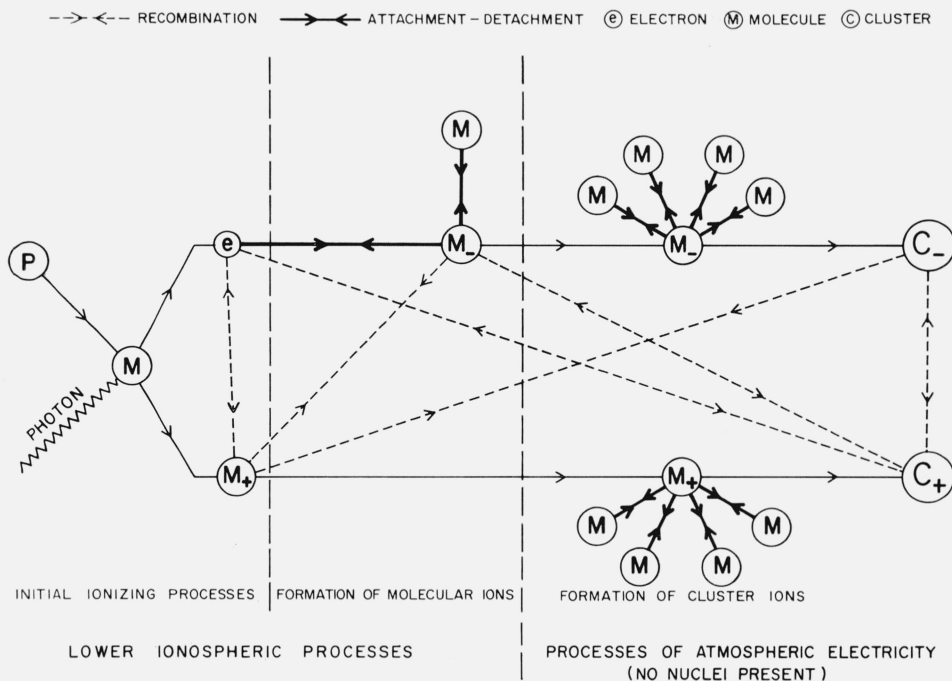 RECOMBINATION ATTACHMENT – DETACHMENT e ELECTRON M MOLECULE C CLUSTER
M
M M
M M
e M_ M_ C_
P
M
PHOTON
M+ M+ C+
M M
M M
INITIAL IONIZING PROCESSES FORMATION OF MOLECULAR IONS FORMATION OF CLUSTER IONS
LOWER IONOSPHERIC PROCESSES PROCESSES OF ATMOSPHERIC ELECTRICITY
(NO NUCLEI PRESENT)